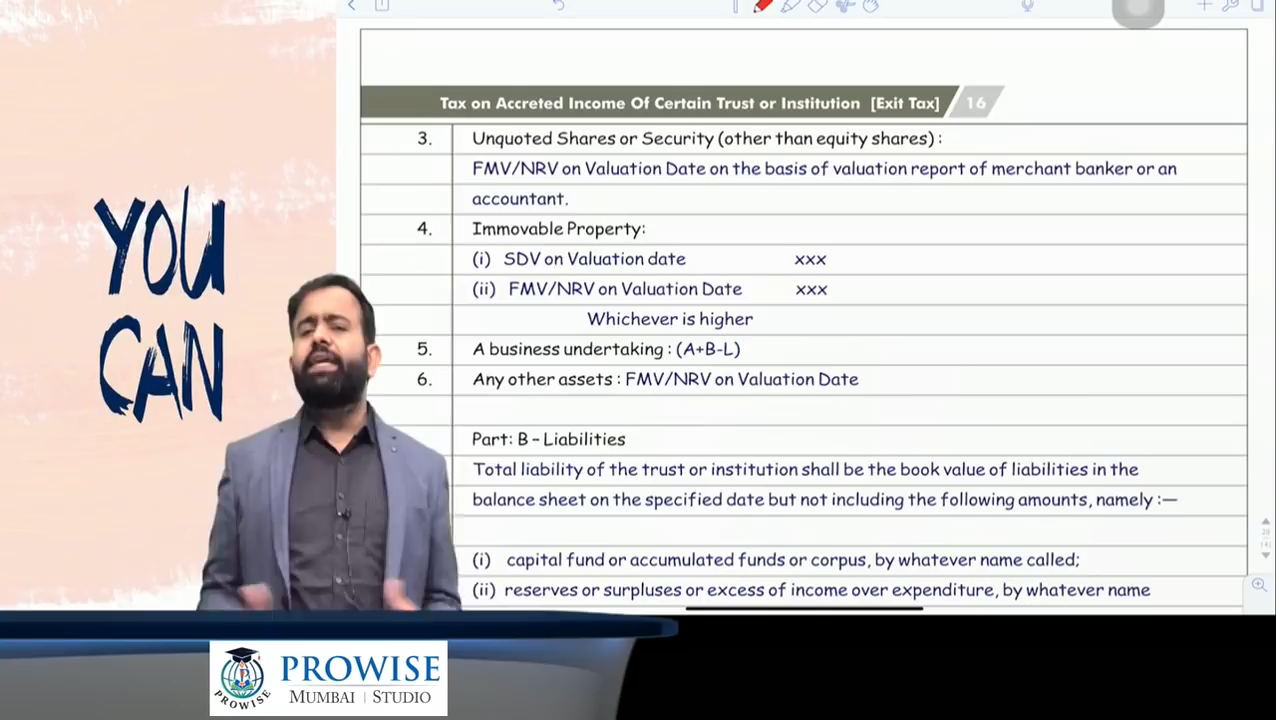 YOU
CAN
Tax on Accreted Income Of Certain Trust or Institution [Exit Tax] 16
3. Unquoted Shares or Security (other than equity shares) :
FMV/NRV on Valuation Date on the basis of valuation report of merchant banker or an
accountant.
4. Immovable Property:
(i) SDV on Valuation date xxx
(ii) FMV/NRV on Valuation Date xxx
Whichever is higher
5. A business undertaking : (A+B-L)
6. Any other assets : FMV/NRV on Valuation Date
Part: B – Liabilities
Total liability of the trust or institution shall be the book value of liabilities in the
balance sheet on the specified date but not including the following amounts, namely :—
(i) capital fund or accumulated funds or corpus, by whatever name called;
(ii) reserves or surpluses or excess of income over expenditure, by whatever name
PROWISE
PROWISE
MUMBAI | STUDIO